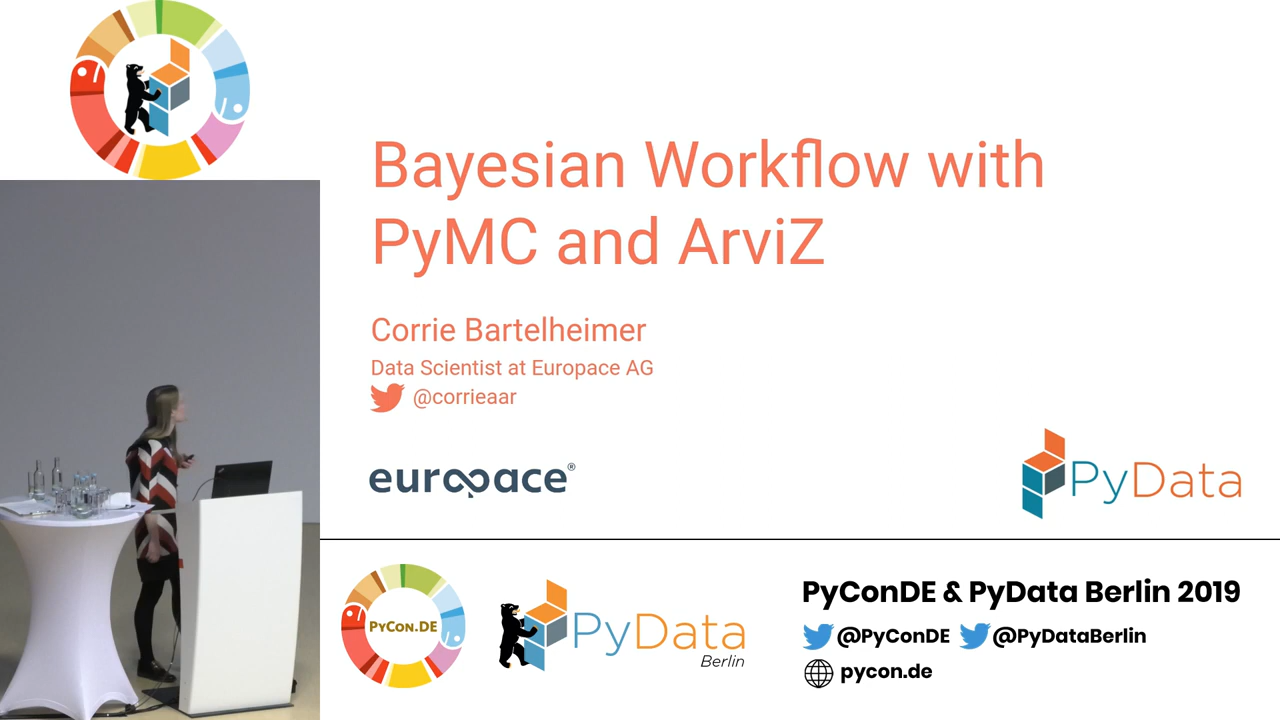 Bayesian Workflow with
PyMC and ArviZ
Corrie Bartelheimer
Data Scientist at Europace AG
@corrieaar
europace®
PyData
PyCon.DE
PyData
Berlin
PyConDE & PyData Berlin 2019
@PyConDE @PyDataBerlin
pycon.de